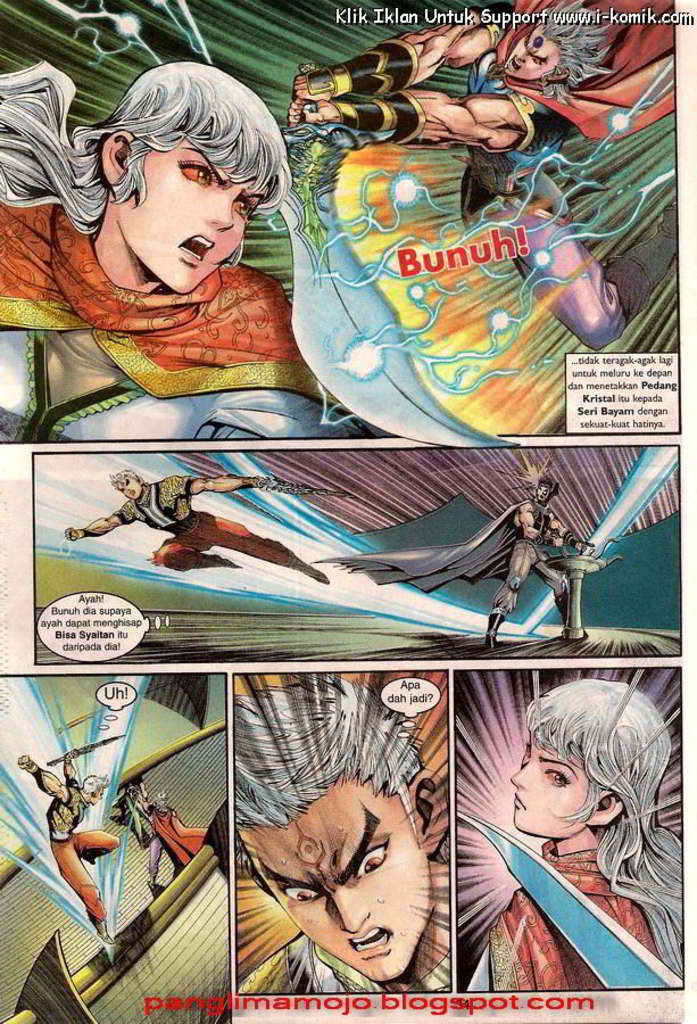 Klik Iklan Untuk Support www.i-komik.com
Bunuh!
...tidak teragak-agak lagi
untuk meluru ke depan
dan menetakkan Pedang
Kristal itu kepada
Seri Bayarn dengan
sekuat-kuat hatinya.
Ayah!
Bunuh dia supaya
ayah dapat menghisap
Bisa Syaitan itu
daripada dia!
Uh!
Apa
dah jadi?
panglimamojo.blogspot.com